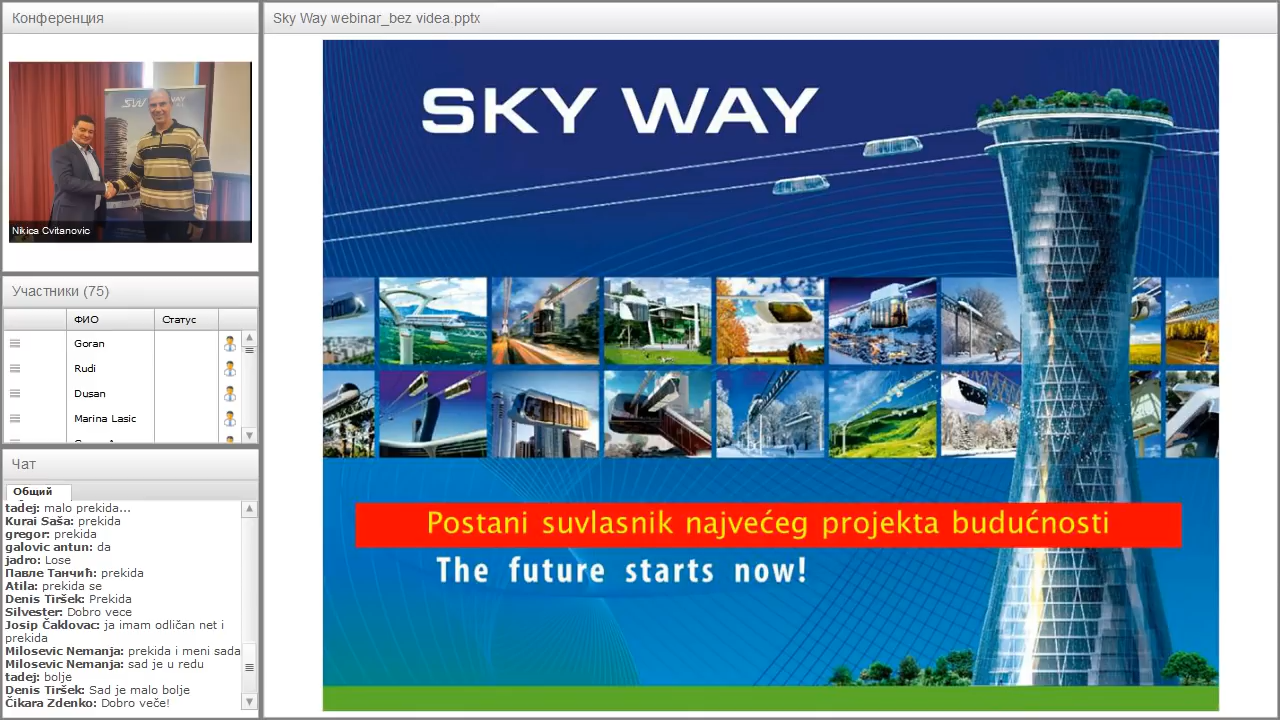 Конференция
Nikica Cvitanovic
Участники (75)
ФИО Статус
Goran
Rudi
Dusan
Marina Lasic
Чат
Общий
tadej: malo prekida...
Kurai Saša: prekida
gregor: prekida
galovic antun: da
jadro: Lose
Павле Танчић: prekida
Atila: prekida se
Denis Tiršek: Prekida
Silvester: Dobro vece
Josip Čaklovac: ja imam odličan net i
prekida
Milosevic Nemanja: prekida i meni sada
Milosevic Nemanja: sad je u redu
tadej: bolje
Denis Tiršek: Sad je malo bolje
Čikara Zdenko: Dobro veče!
Sky Way webinar_bez videa.pptx
SKY WAY
Postani suvlasnik najvećeg projekta budućnosti
The future starts now!